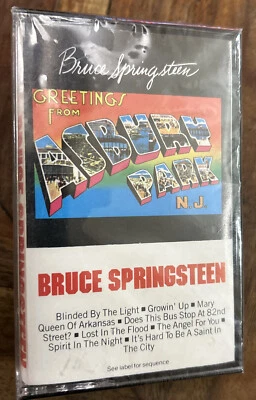 Bruce Springsteen
GREETINGS
FROM
ASBURY
PARK
N.J.
BRUCE SPRINGSTEEN
Blinded By The Light ■ Growin' Up ■ Mary
Queen Of Arkansas ■ Does This Bus Stop At 82nd
Street? ■ Lost In The Flood ■ The Angel For You ■
Spirit In The Night ■ It's Hard To Be A Saint In
The City
See label for sequence